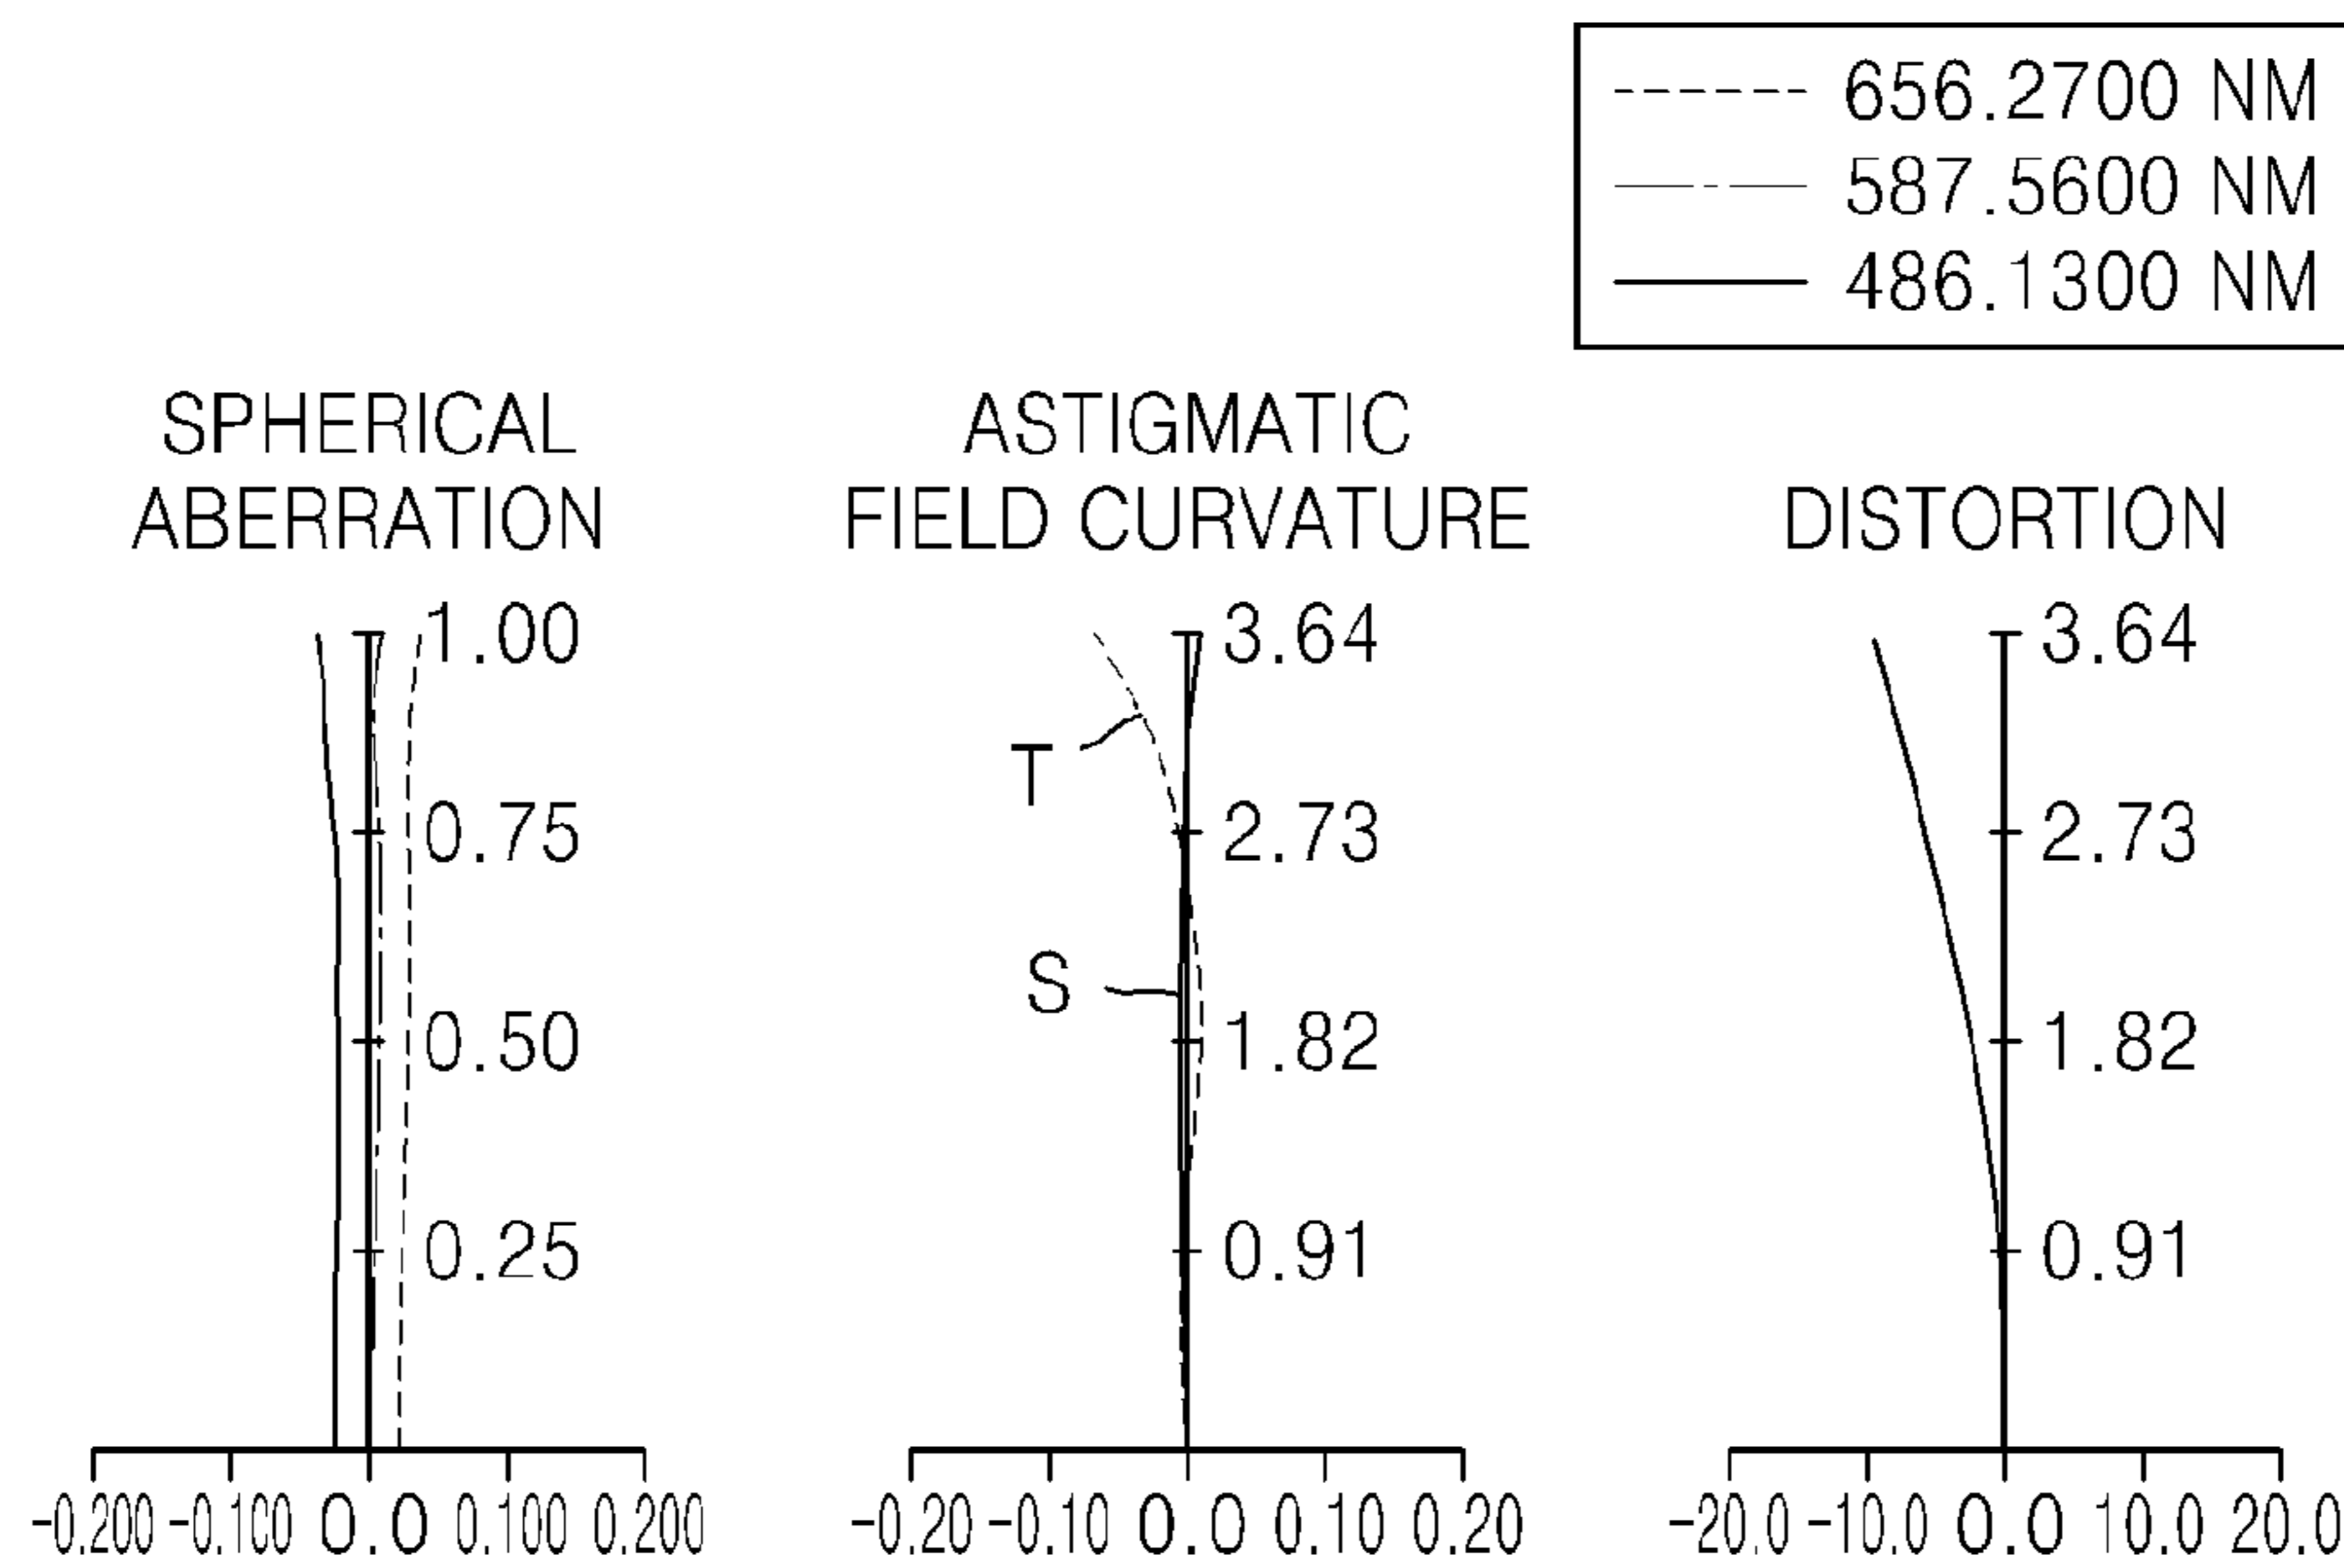 656.2700 NM
587.5600 NM
486.1300 NM
SPHERICAL
ABERRATION
1.00
0.75
0.50
0.25
-0.200 -0.100 0.0 0.100 0.200
ASTIGMATIC
FIELD CURVATURE
3.64
T
2.73
S
1.82
0.91
-0.20 -0.10 0.0 0.10 0.20
DISTORTION
3.64
2.73
1.82
0.91
-20.0 -10.0 0.0 10.0 20.0